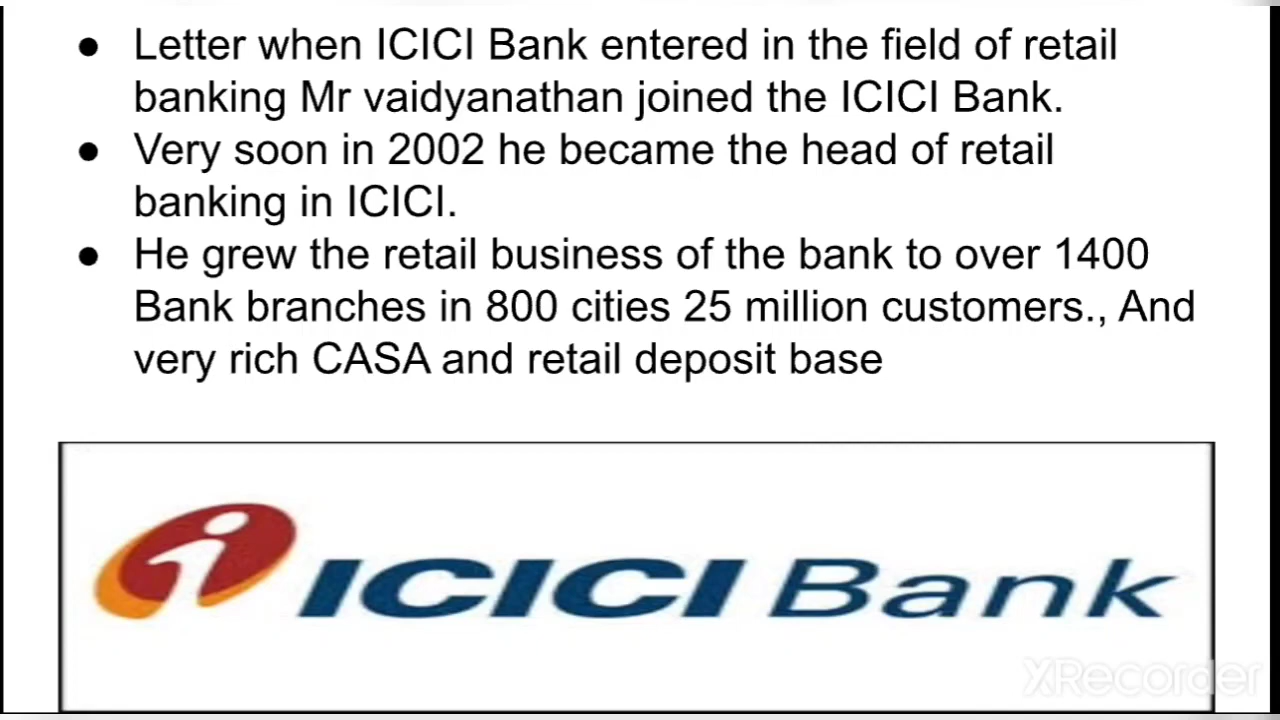 ● Letter when ICICI Bank entered in the field of retail
banking Mr vaidyanathan joined the ICICI Bank.
● Very soon in 2002 he became the head of retail
banking in ICICI.
● He grew the retail business of the bank to over 1400
Bank branches in 800 cities 25 million customers., And
very rich CASA and retail deposit base
ICICI Bank
XRecorder